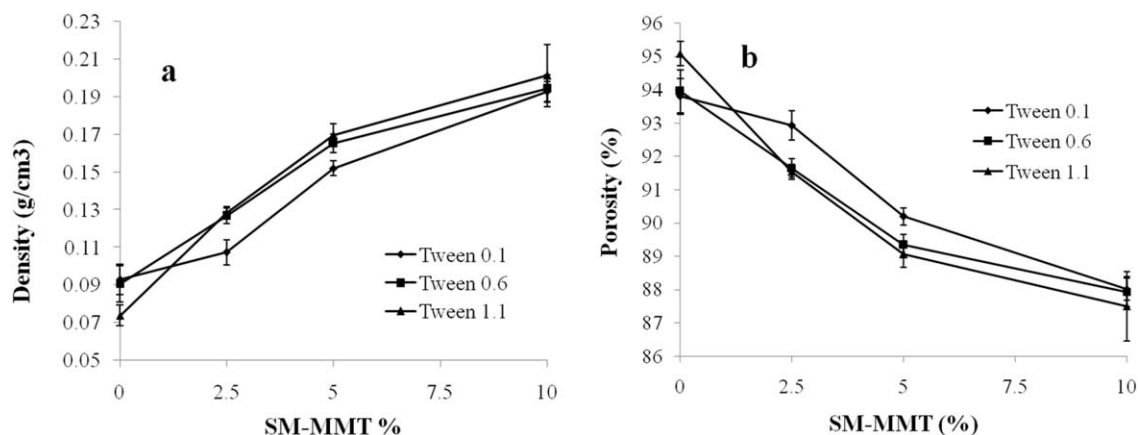 a
Density (g/cm3)
0.23
0.21
0.19
0.17
0.15
0.13
0.11
0.09
0.07
0.05
0
2.5
5
7.5
10
SM-MMT %
Tween 0.1
Tween 0.6
Tween 1.1
b
Porosity (%)
96
95
94
93
92
91
90
89
88
87
86
0
2.5
5
7.5
10
SM-MMT (%)
Tween 0.1
Tween 0.6
Tween 1.1